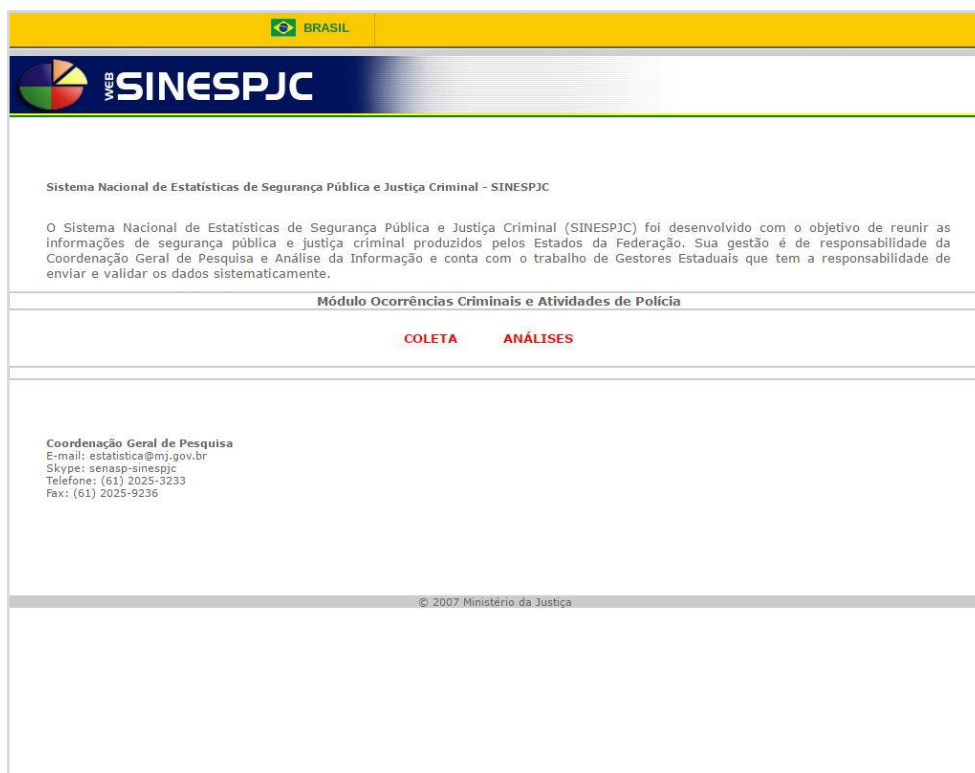 BRASIL
WEB SINESPJC
Sistema Nacional de Estatísticas de Segurança Pública e Justiça Criminal - SINESPJC
O Sistema Nacional de Estatísticas de Segurança Pública e Justiça Criminal (SINESPJC) foi desenvolvido com o objetivo de reunir as
informações de segurança pública e justiça criminal produzidos pelos Estados da Federação. Sua gestão é de responsabilidade da
Coordenação Geral de Pesquisa e Análise da Informação e conta com o trabalho de Gestores Estaduais que tem a responsabilidade de
enviar e validar os dados sistematicamente.
Módulo Ocorrências Criminais e Atividades de Polícia
COLETA ANÁLISES
Coordenação Geral de Pesquisa
E-mail: estatistica@mj.gov.br
Skype: senasp-sinespjc
Telefone: (61) 2025-3233
Fax: (61) 2025-9236
© 2007 Ministério da Justiça